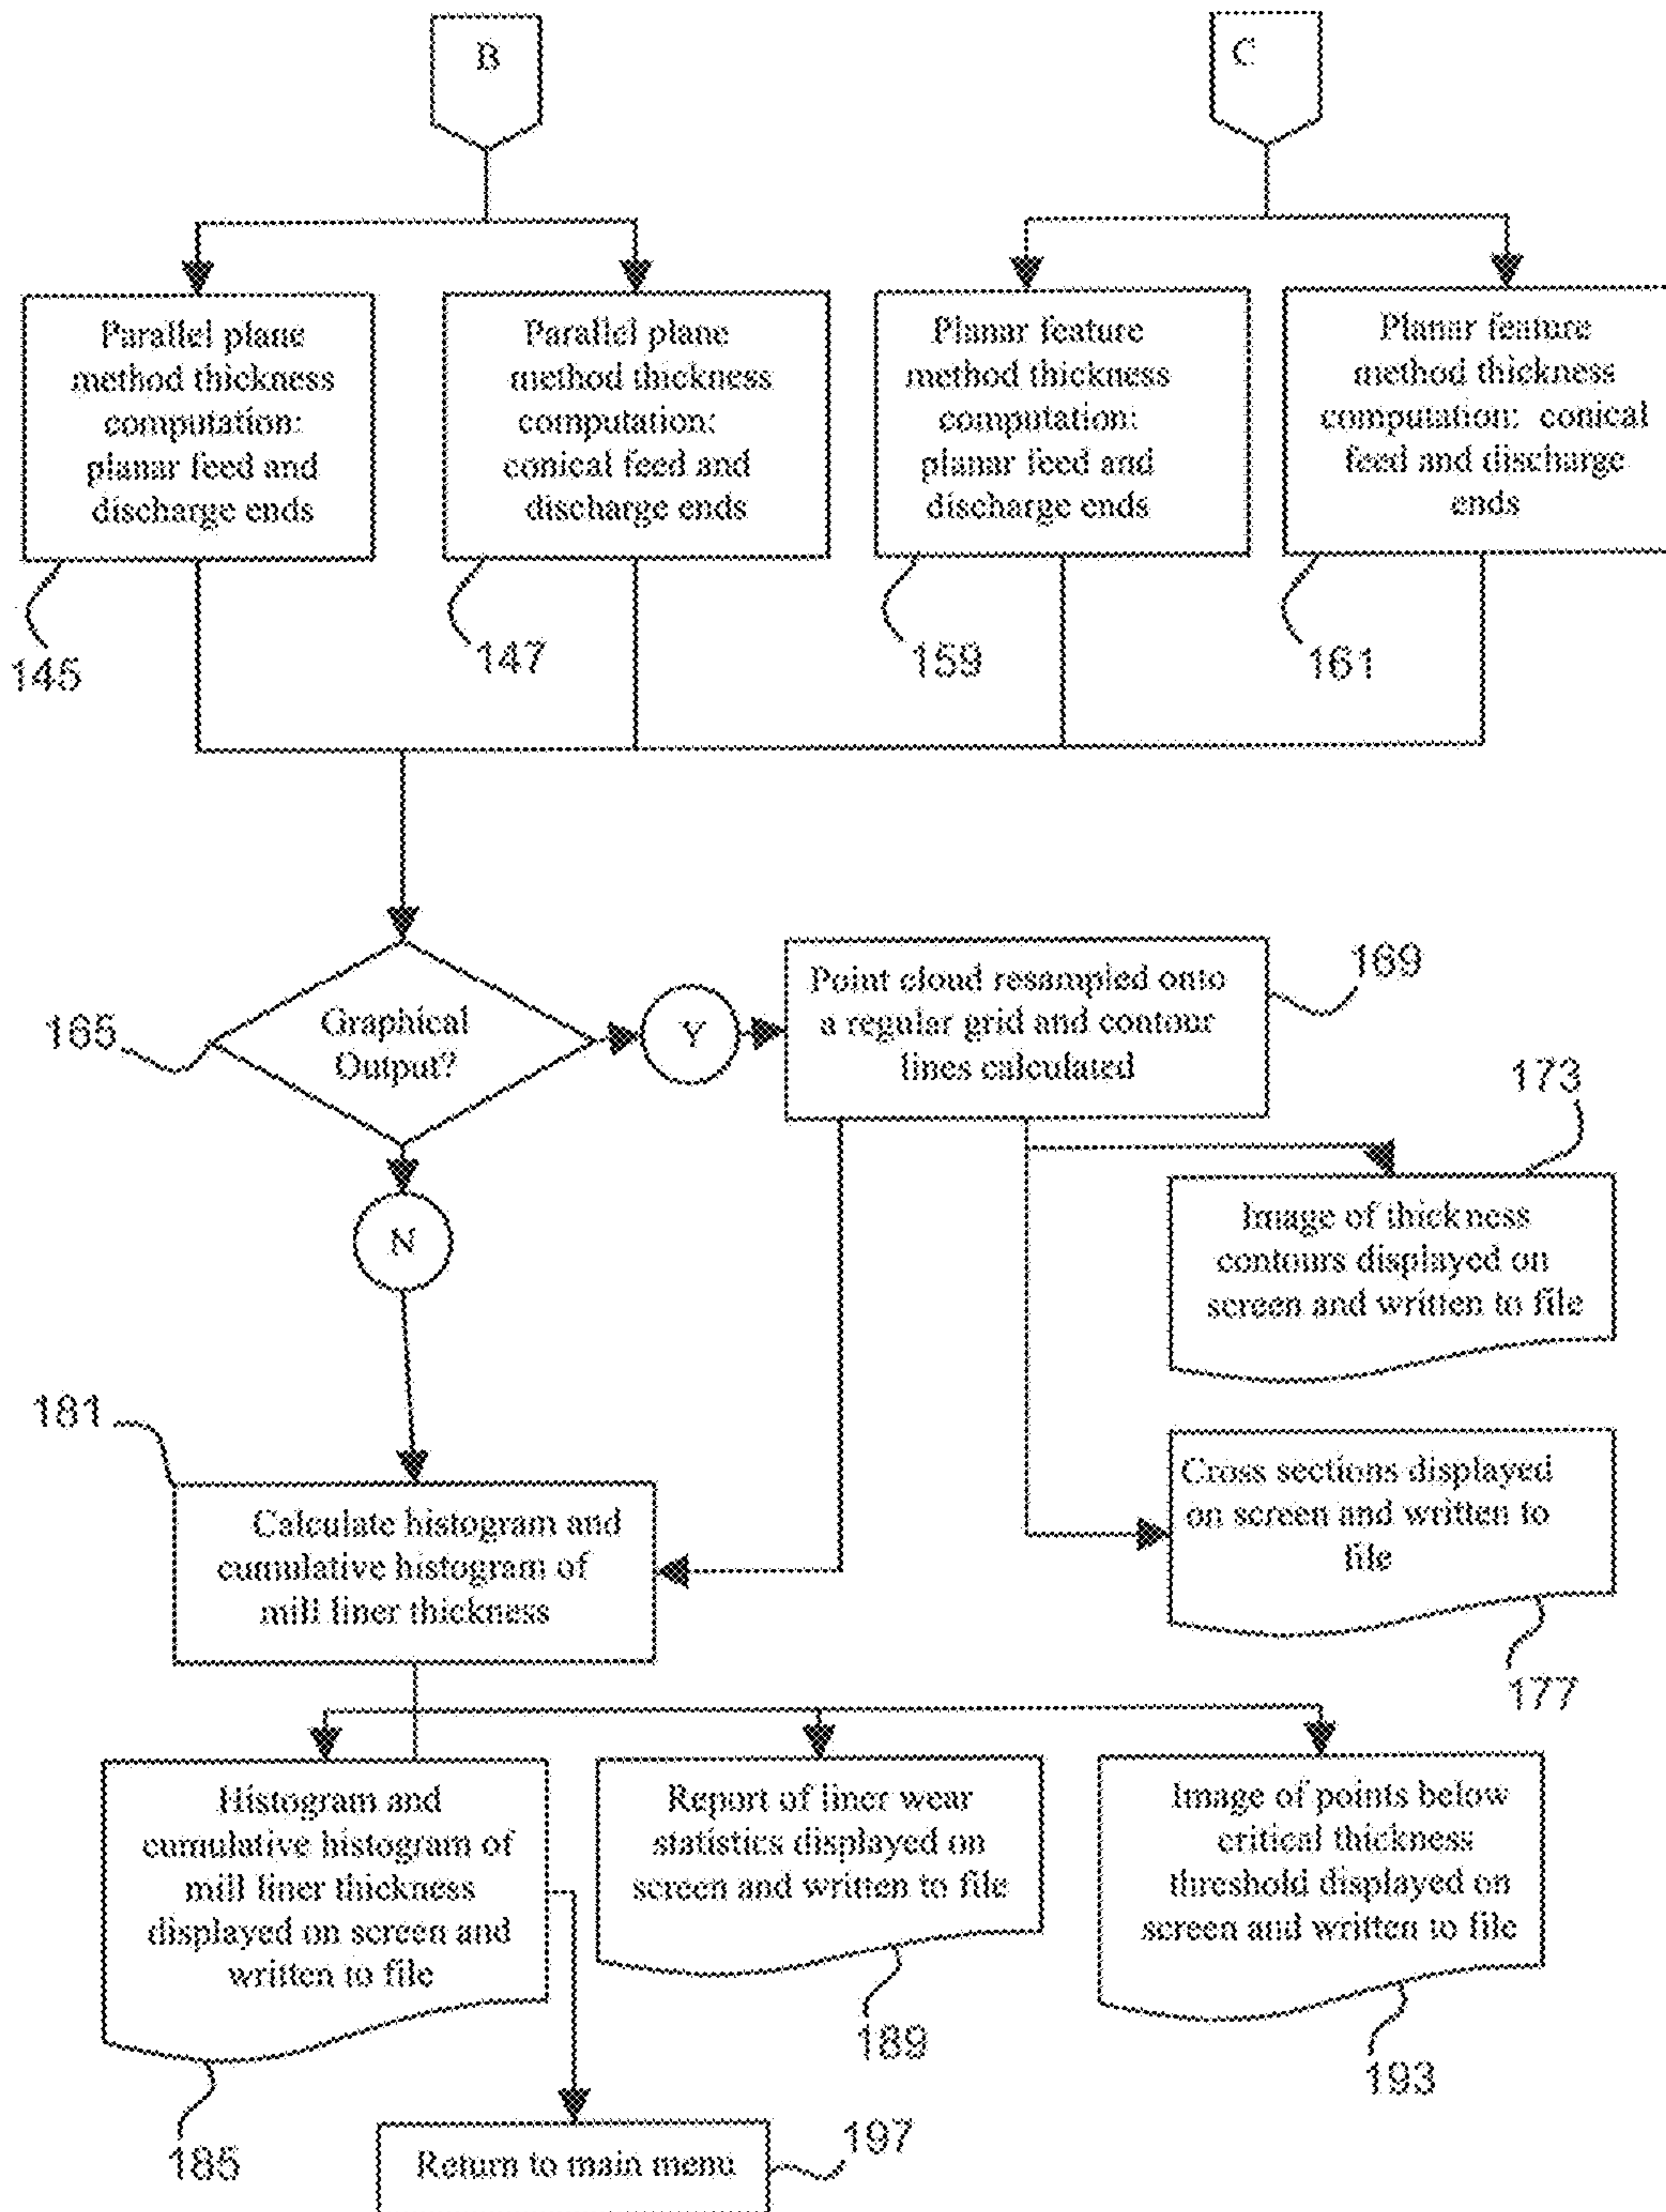 B
C
Parallel plane
method thickness
computation:
planar feed and
discharge ends
Parallel plane
method thickness
computation:
conical feed and
discharge ends
Planar feature
method thickness
computation:
planar feed and
discharge ends
Planar feature
method thickness
computation: conical
feed and discharge
ends
145
147
159
161
Graphical
Output?
165
Y
Point cloud resampled onto
a regular grid and contour
lines calculated
169
173
Image of thickness
contours displayed on
screen and written to file
N
181
Calculate histogram and
cumulative histogram of
mill liner thickness
Cross sections displayed
on screen and written to
file
177
Histogram and
cumulative histogram of
mill liner thickness
displayed on screen and
written to file
Report of liner wear
statistics displayed on
screen and written to file
Image of points below
critical thickness
threshold displayed on
screen and written to file
185
189
193
Return to main menu
197